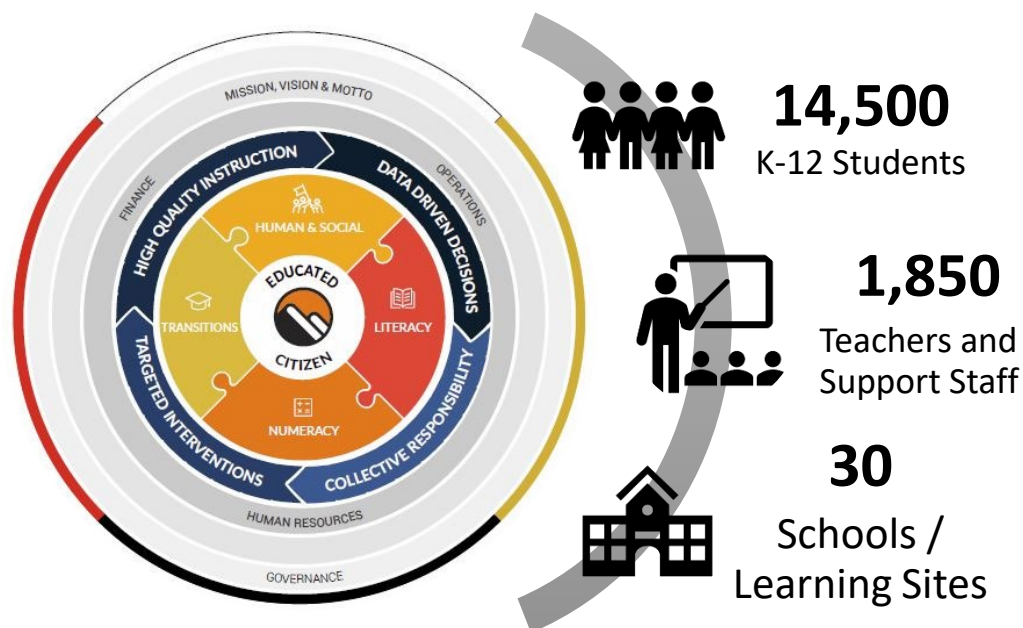 MISSION, VISION & MOTTO
FINANCE
OPERATIONS
HIGH QUALITY INSTRUCTION
DATA DRIVEN DECISIONS
HUMAN & SOCIAL
EDUCATED
TRANSITIONS
LITERACY
CITIZEN
NUMERACY
TARGETED INTERVENTIONS
COLLECTIVE RESPONSIBILITY
HUMAN RESOURCES
GOVERNANCE
14,500
K-12 Students
1,850
Teachers and
Support Staff
30
Schools /
Learning Sites